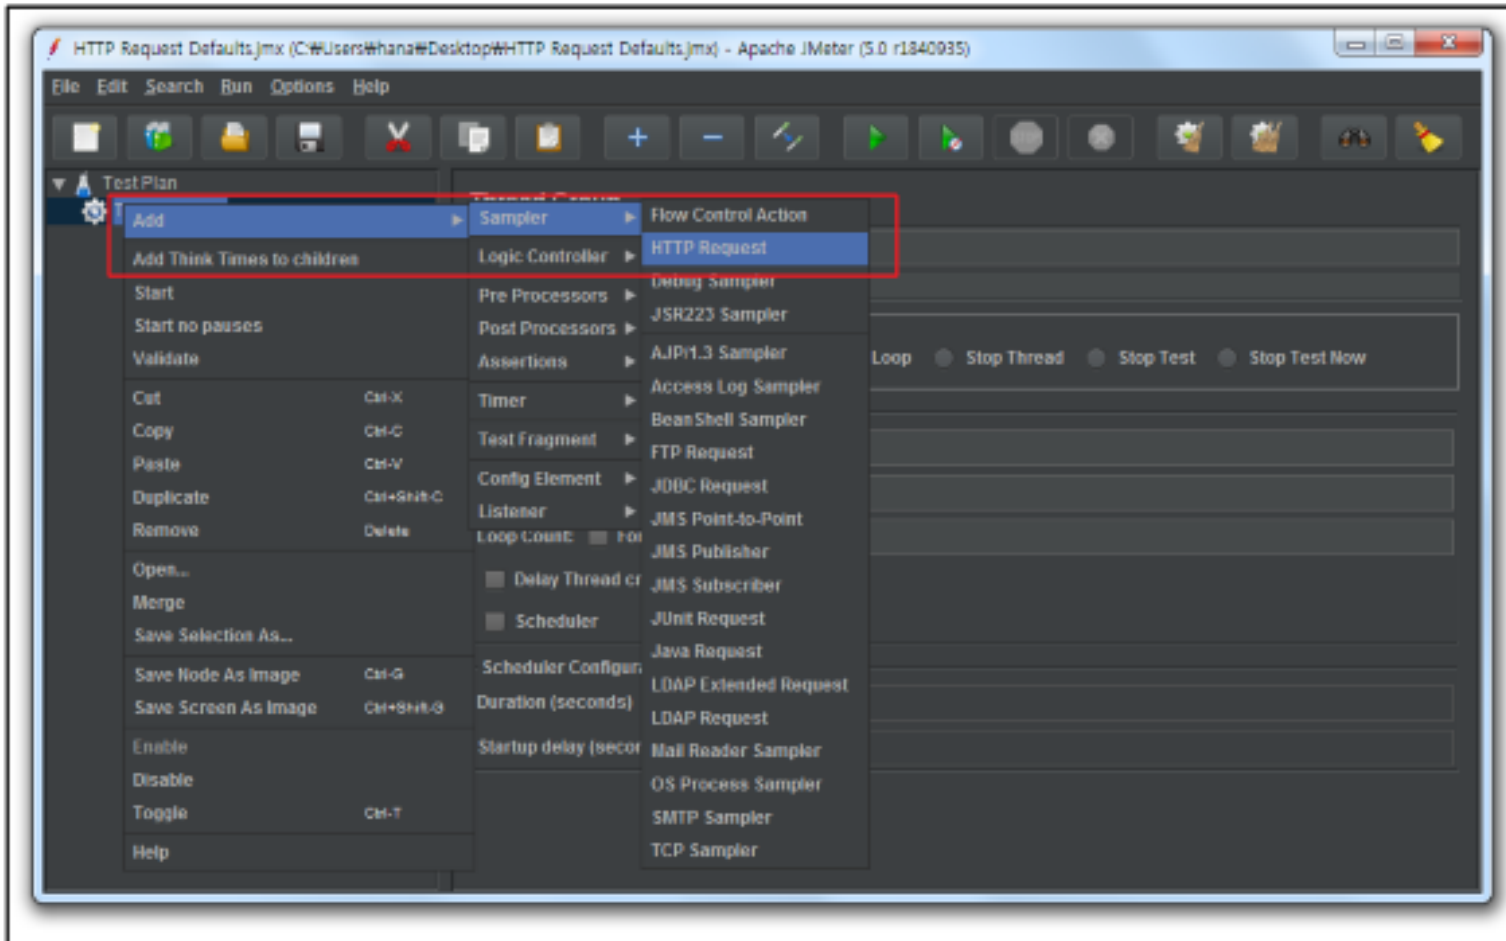 HTTP Request Defaults.jmx (C:₩Users₩hana₩Desktop₩HTTP Request Defaults.jmx) - Apache JMeter (5.0 r1840935)
File Edit Search Run Options Help
Test Plan
Thread Group
Add
Add Think Times to children
Start
Start no pauses
Validate
Cut Ctrl-X
Copy Ctrl-C
Paste Ctrl-V
Duplicate Ctrl+Shift-C
Remove Delete
Open...
Merge
Save Selection As...
Save Node As Image Ctrl-G
Save Screen As Image Ctrl+Shift-G
Enable
Disable
Toggle Ctrl-T
Help
Sampler
Logic Controller
Pre Processors
Post Processors
Assertions
Timer
Test Fragment
Config Element
Listener
Loop Count:
Delay Thread
Scheduler
Scheduler
Duration (seconds)
Startup delay
Flow Control Action
HTTP Request
Debug Sampler
JSR223 Sampler
AJP/1.3 Sampler
Access Log Sampler
BeanShell Sampler
FTP Request
JDBC Request
JMS Point-to-Point
JMS Publisher
JMS Subscriber
JUnit Request
Java Request
LDAP Extended Request
LDAP Request
Mail Reader Sampler
OS Process Sampler
SMTP Sampler
TCP Sampler
Loop Stop Thread Stop Test Stop Test Now